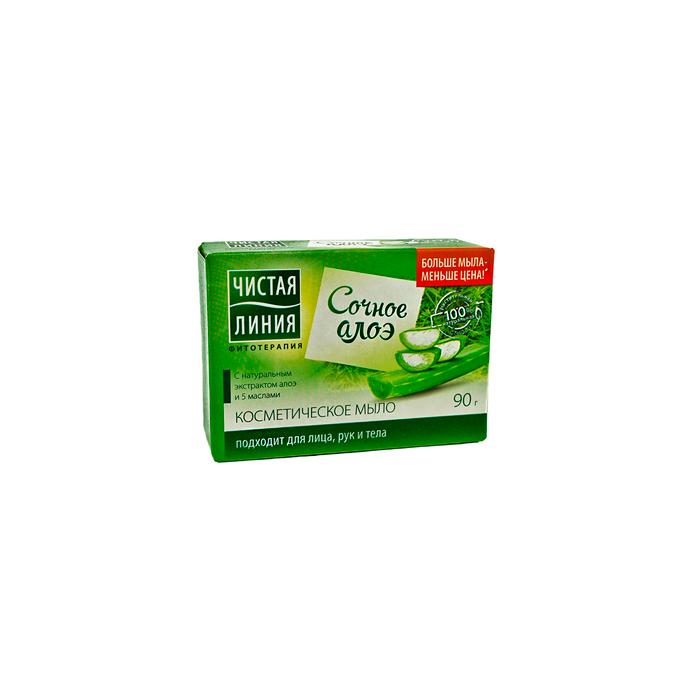 ЧИСТАЯ
ЛИНИЯ
ФИТОТЕРАПИЯ
Сочное
алоэ
БОЛЬШЕ МЫЛА-
МЕНЬШЕ ЦЕНА!*
100%
С натуральным
экстрактом алоэ
и 5 маслами
КОСМЕТИЧЕСКОЕ МЫЛО
90 г
подходит для лица, рук и тела